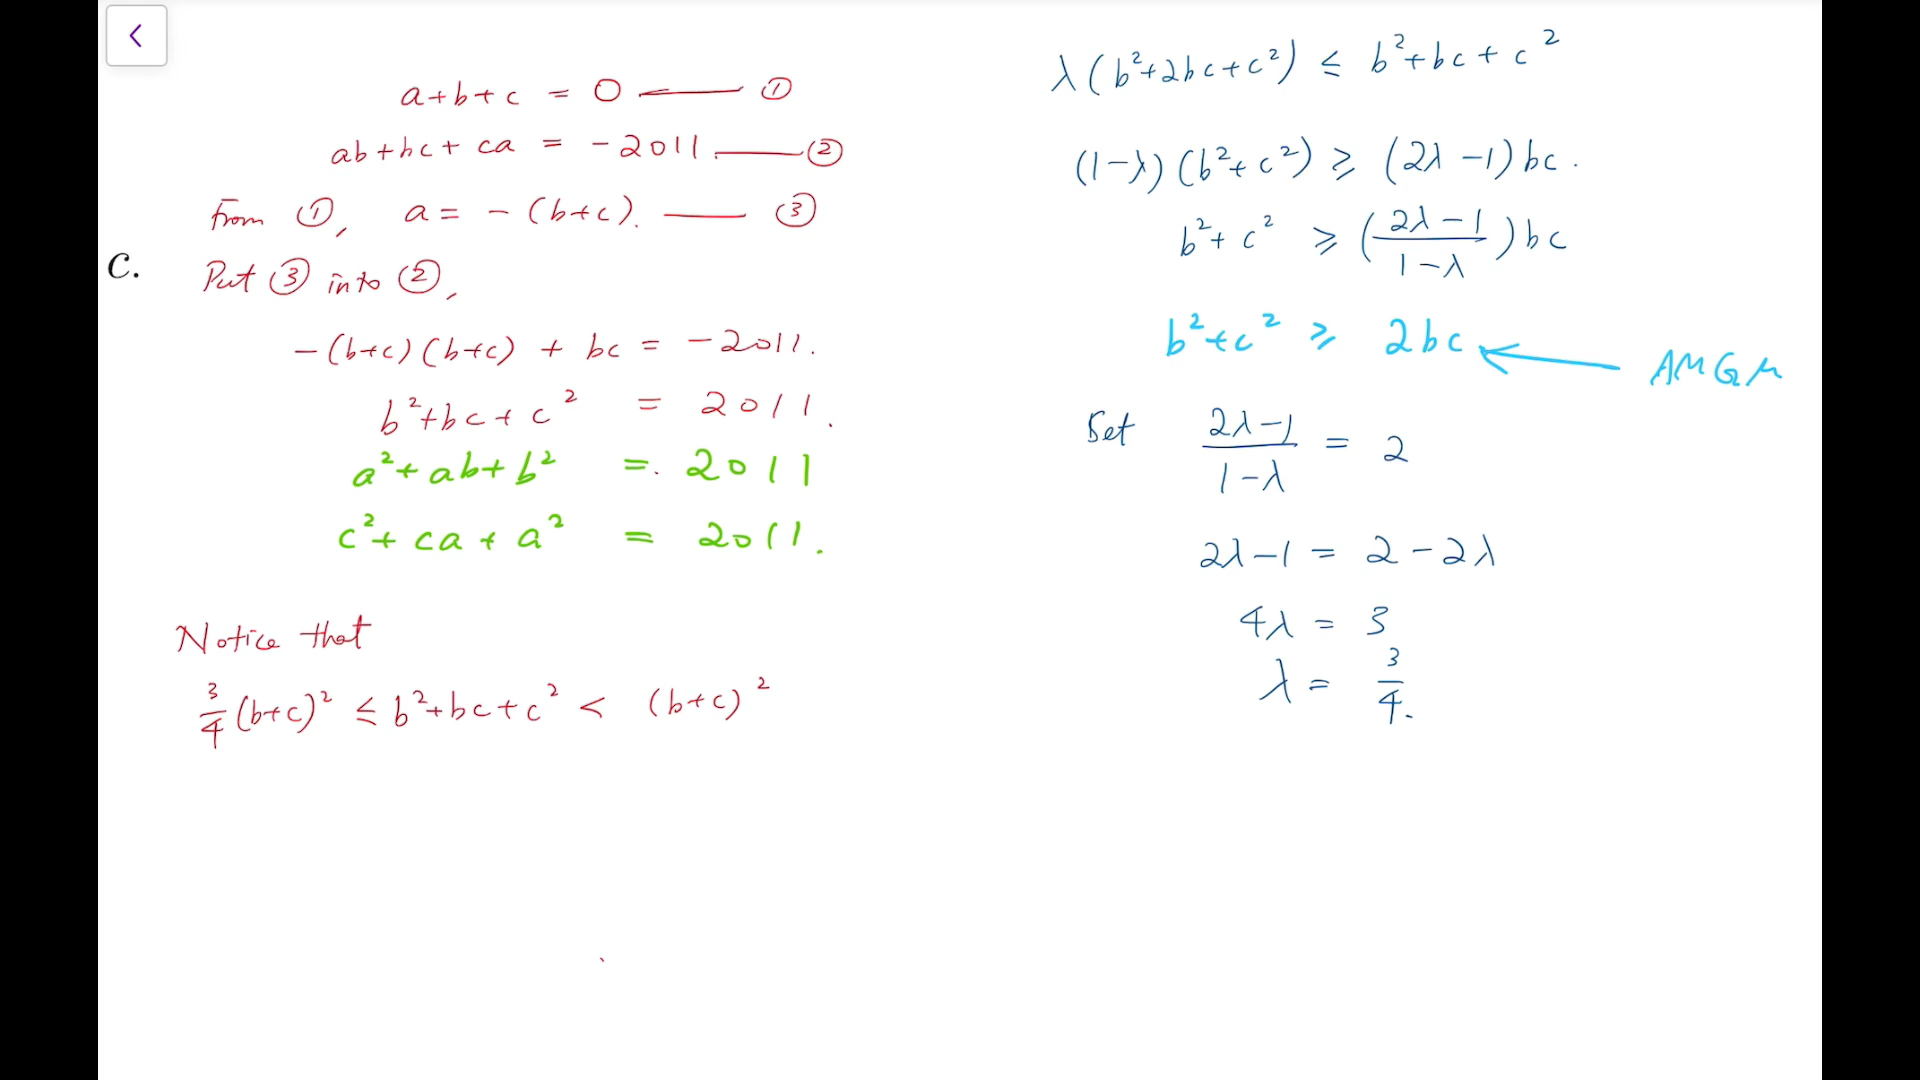 a+b+c = 0 —— ①
ab+bc+ca = -2011. —— ②
From ①, a = -(b+c). —— ③
c.
Put ③ into ②,
-(b+c)(b+c) + bc = -2011.
b²+bc+c² = 2011.
a²+ab+b² =. 2011
c²+ca+a² = 2011.
Notice that
3/4 (b+c)² ≤ b²+bc+c² < (b+c)²
λ(b²+2bc+c²) ≤ b²+bc+c²
(1-λ)(b²+c²) ≥ (2λ-1)bc.
b²+c² ≥ ((2λ-1)/(1-λ))bc
b²+c² ≥ 2bc ← AMGM
Set (2λ-1)/(1-λ) = 2
2λ-1 = 2-2λ
4λ = 3
λ = 3/4.